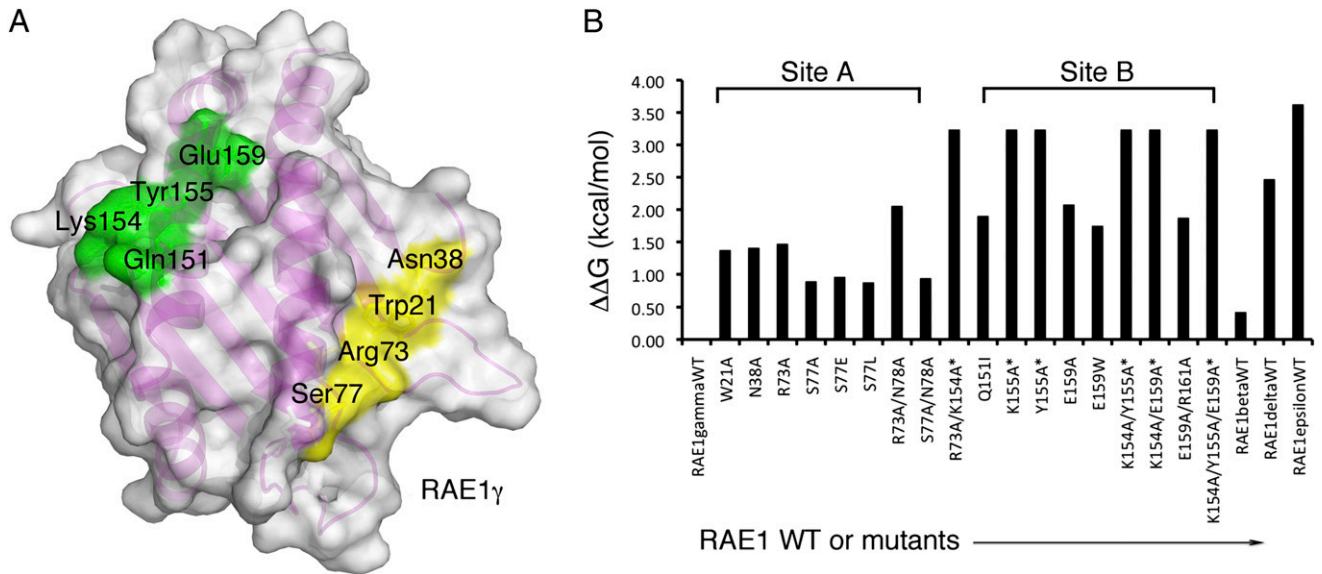 A
Glu159
Tyr155
Lys154
Gln151
Asn38
Trp21
Arg73
Ser77
RAE1γ
B
Site A
Site B
ΔΔG (kcal/mol)
4.00
3.50
3.00
2.50
2.00
1.50
1.00
0.50
0.00
RAE1gammaWT
W21A
N38A
R73A
S77A
S77E
S77L
R73A/N78A
S77A/N78A
R73A/K154A*
Q151I
K155A*
Y155A*
E159A
E159W
K154A/Y155A*
K154A/E159A*
E159A/R161A
K154A/Y155A/E159A*
RAE1betaWT
RAE1deltaWT
RAE1epsilonWT
RAE1 WT or mutants